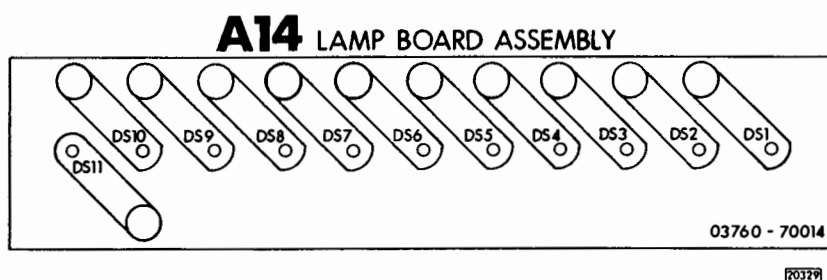 A14 LAMP BOARD ASSEMBLY
DS10 DS9 DS8 DS7 DS6 DS5 DS4 DS3 DS2 DS1
DS11
03760 - 70014
20329